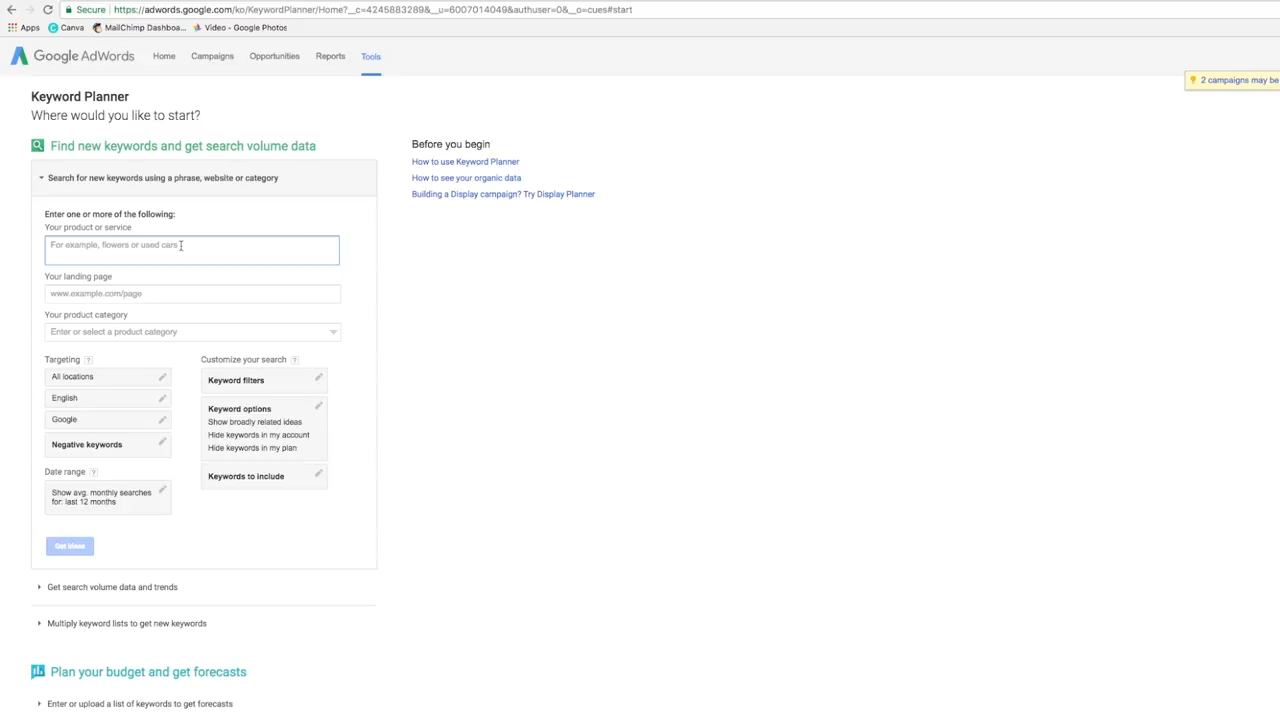 Secure
https://adwords.google.com/ko/KeywordPlanner/Home?__c=4245883289&__u=6007014049&authuser=0&__o=cues#start
Apps Canva MailChimp Dashboa... Video - Google Photos
Google AdWords Home Campaigns Opportunities Reports Tools
2 campaigns may be
Keyword Planner
Where would you like to start?
Find new keywords and get search volume data
Search for new keywords using a phrase, website or category
Enter one or more of the following:
Your product or service
For example, flowers or used cars
Your landing page
www.example.com/page
Your product category
Enter or select a product category
Targeting ?
All locations
English
Google
Negative keywords
Date range ?
Show avg. monthly searches
for: last 12 months
Customize your search ?
Keyword filters
Keyword options
Show broadly related ideas
Hide keywords in my account
Hide keywords in my plan
Keywords to include
Get ideas
Get search volume data and trends
Multiply keyword lists to get new keywords
Plan your budget and get forecasts
Enter or upload a list of keywords to get forecasts
Before you begin
How to use Keyword Planner
How to see your organic data
Building a Display campaign? Try Display Planner